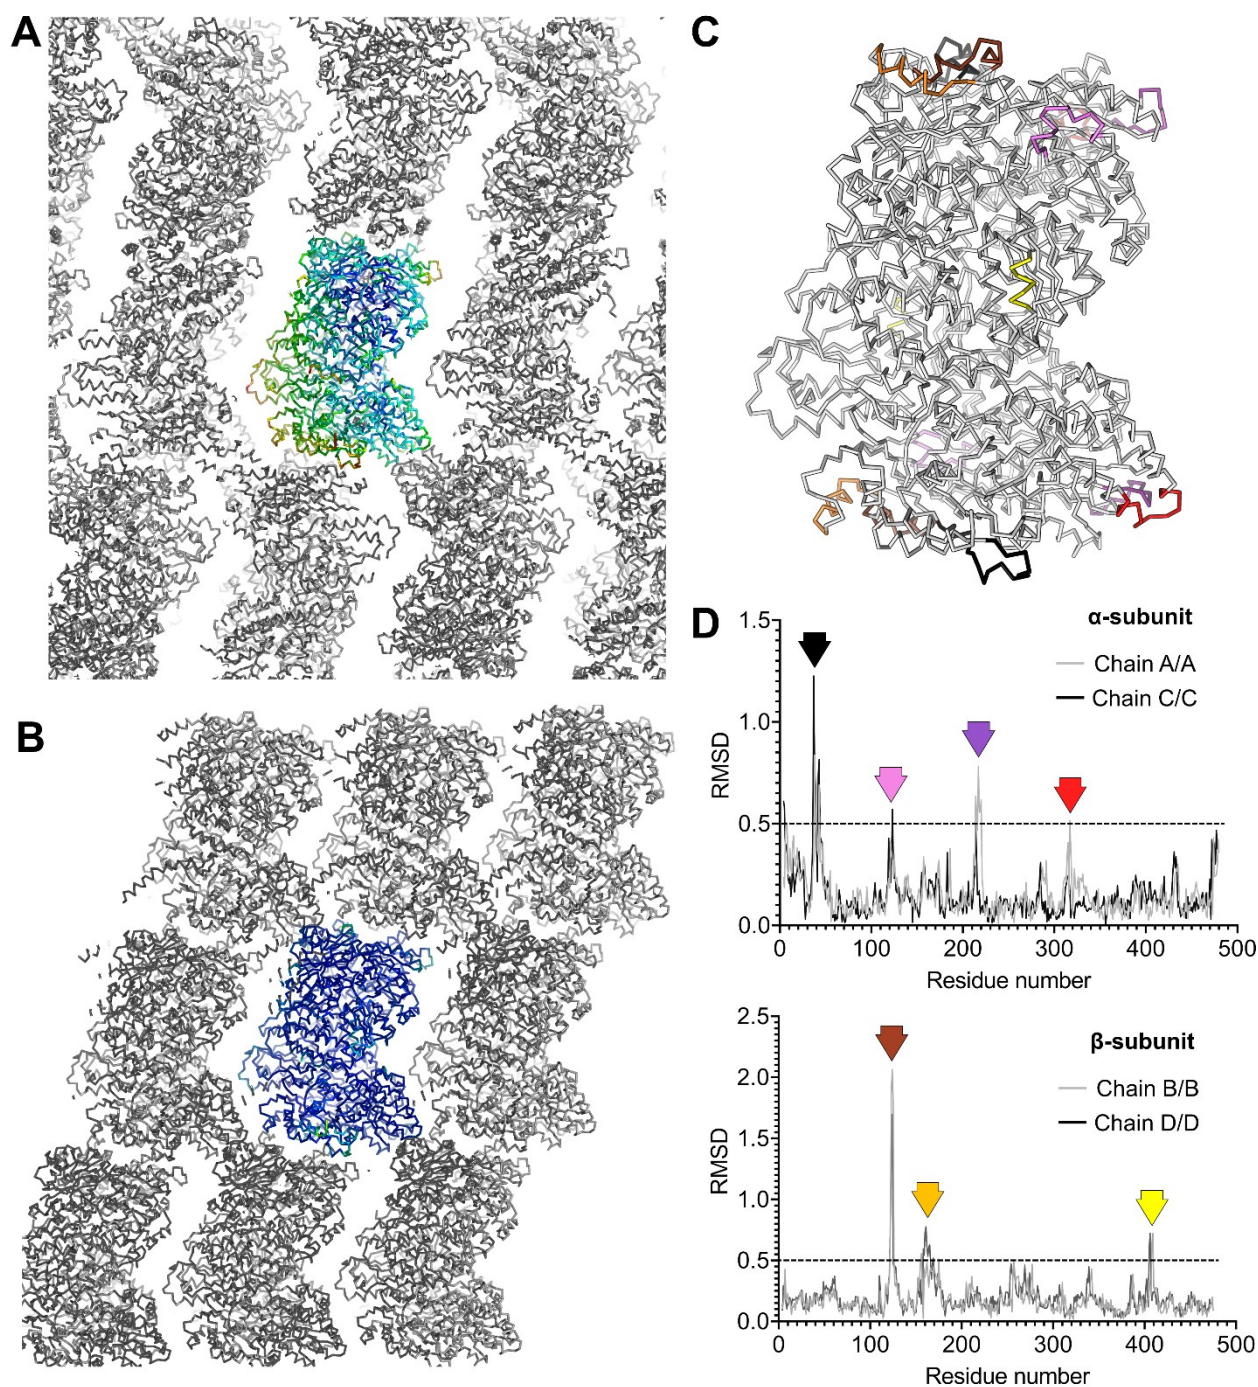 A
C
B
D
α-subunit
Chain A/A
Chain C/C
RMSD
1.5
1.0
0.5
0.0
0 100 200 300 400 500
Residue number
β-subunit
Chain B/B
Chain D/D
RMSD
2.5
2.0
1.5
1.0
0.5
0.0
0 100 200 300 400 500
Residue number